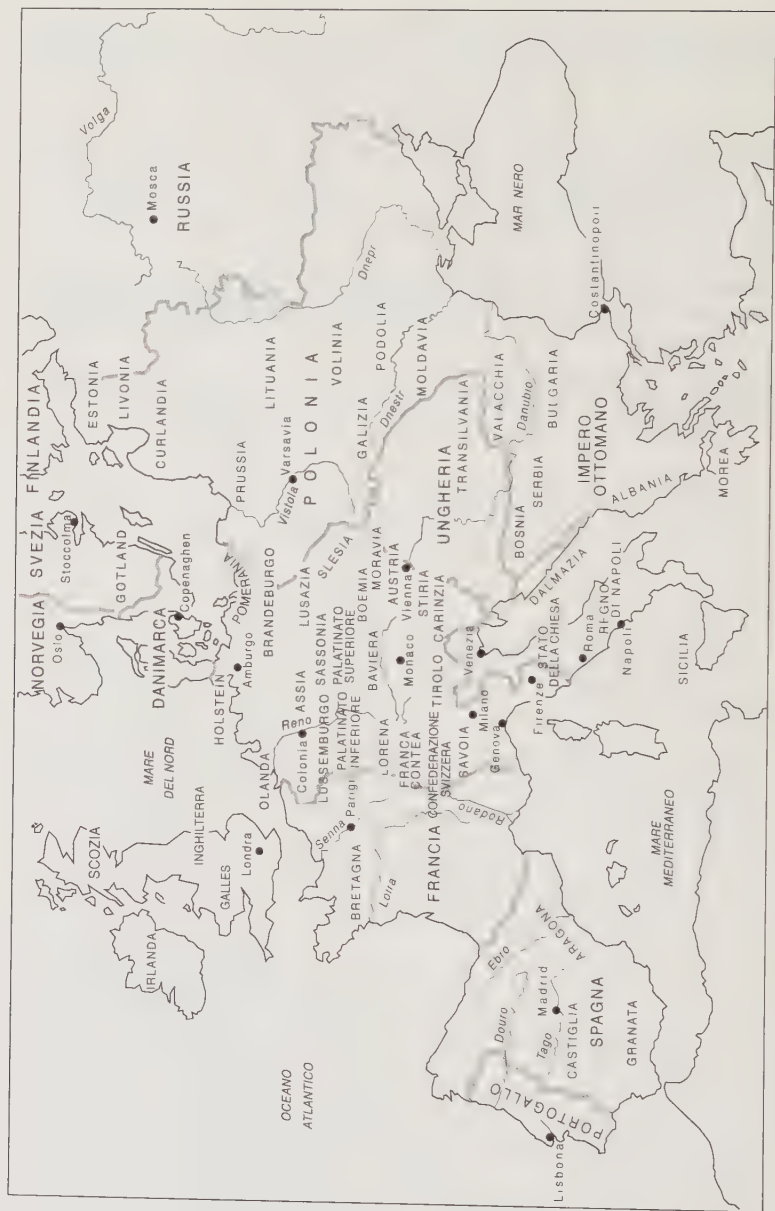 NORVEGIA
SVEZIA
FINLANDIA
Oslo
Stoccolma
GOTLAND
ESTONIA
LIVONIA
CURLANDIA
Volga
Mosca
RUSSIA
SCOZIA
IRLANDA
MARE
DEL NORD
DANIMARCA
Copenaghen
INGHILTERRA
GALLES
Londra
HOLSTEIN
Amburgo
POMERANIA
PRUSSIA
LITUANIA
OLANDA
BRANDEBURGO
Varsavia
Vistola
POLONIA
VOLINIA
Dnepr
OCEANO
ATLANTICO
Reno
Colonia
ASSIA
LUSSEMBURGO
SASSONIA
LUSAZIA
SLESIA
GALIZIA
PODOLIA
Dnestr
MOLDAVIA
Senna
Parigi
PALATINATO
INFERIORE
PALATINATO
SUPERIORE
BOEMIA
MORAVIA
BRETAGNA
Loira
LORENA
BAVIERA
Monaco
AUSTRIA
Vienna
FRANCIA
FRANCA
CONTEA
CONFEDERAZIONE
SVIZZERA
TIROLO
STIRIA
CARINZIA
UNGHERIA
TRANSILVANIA
VALACCHIA
Danubio
MAR NERO
SAVOIA
Rodano
Milano
Venezia
Genova
BOSNIA
SERBIA
BULGARIA
DALMAZIA
Firenze
STATO
DELLA CHIESA
Roma
REGNO
DI NAPOLI
Napoli
SICILIA
ALBANIA
IMPERO
OTTOMANO
Costantinopoli
MOREA
PORTOGALLO
Lisbona
Douro
Ebro
ARAGONA
Tago
Madrid
CASTIGLIA
SPAGNA
GRANATA
MARE
MEDITERRANEO